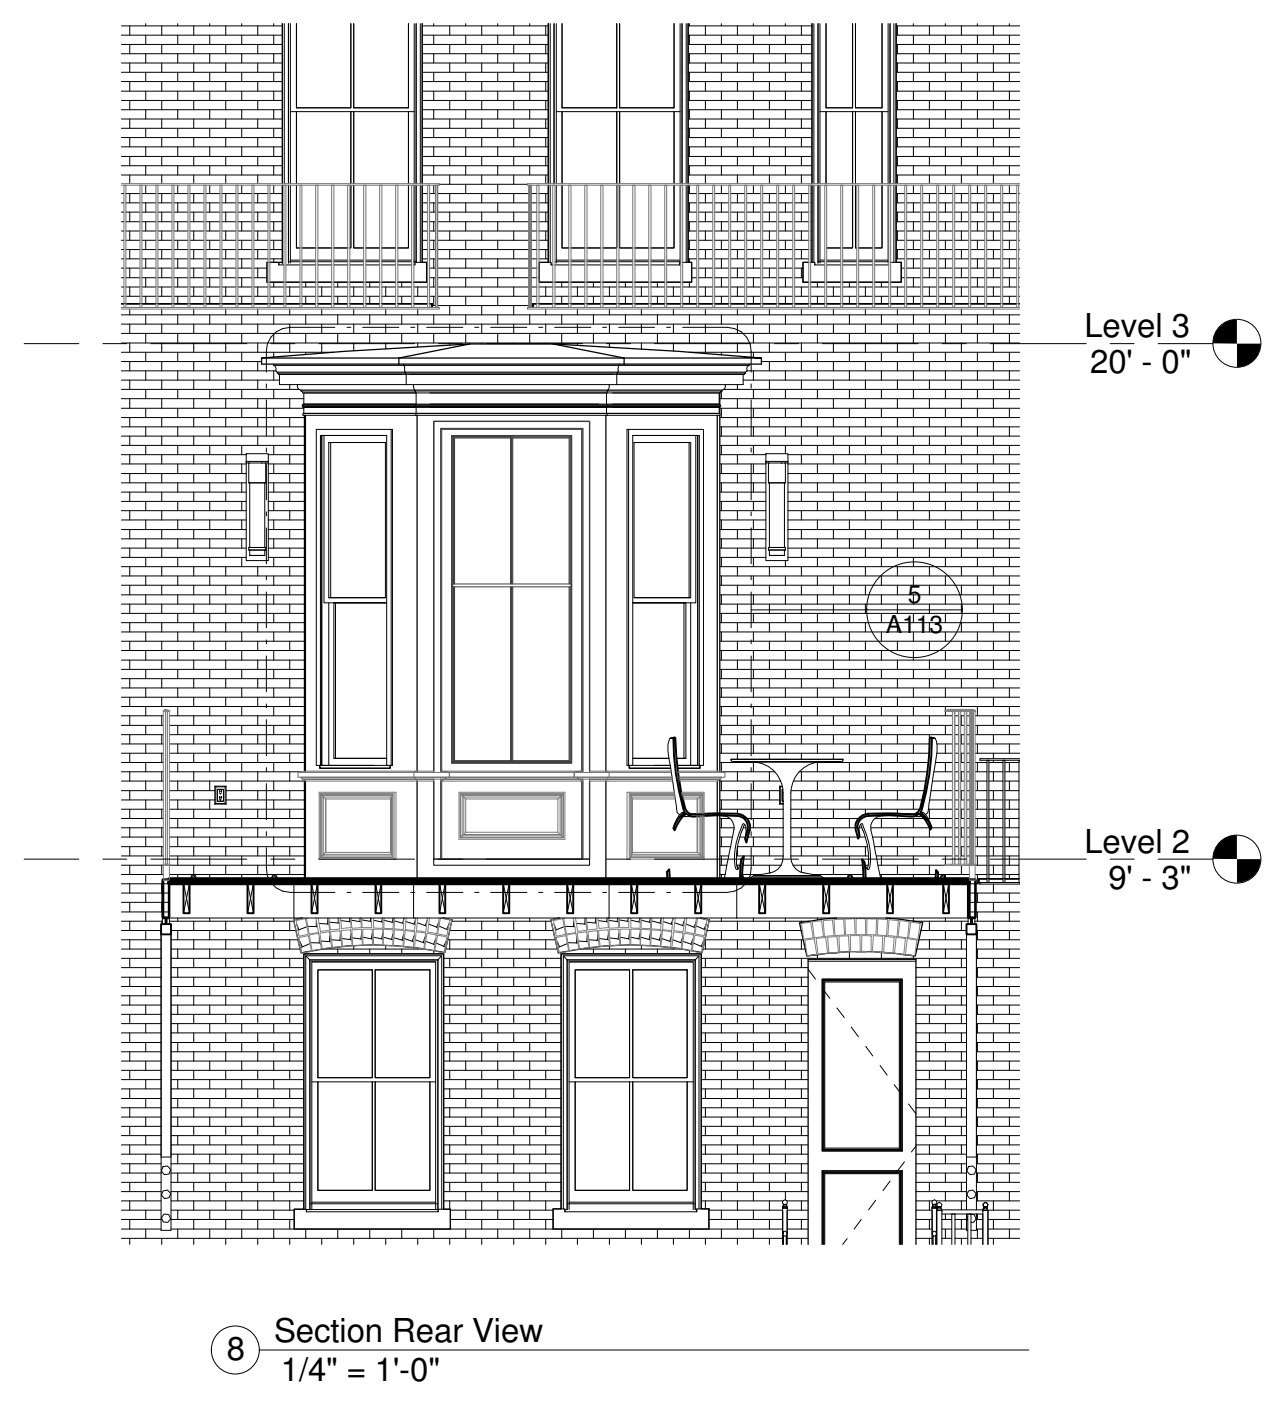 Level 3
20' - 0"
5
A113
Level 2
9' - 3"
8
Section Rear View
1/4" = 1'-0"